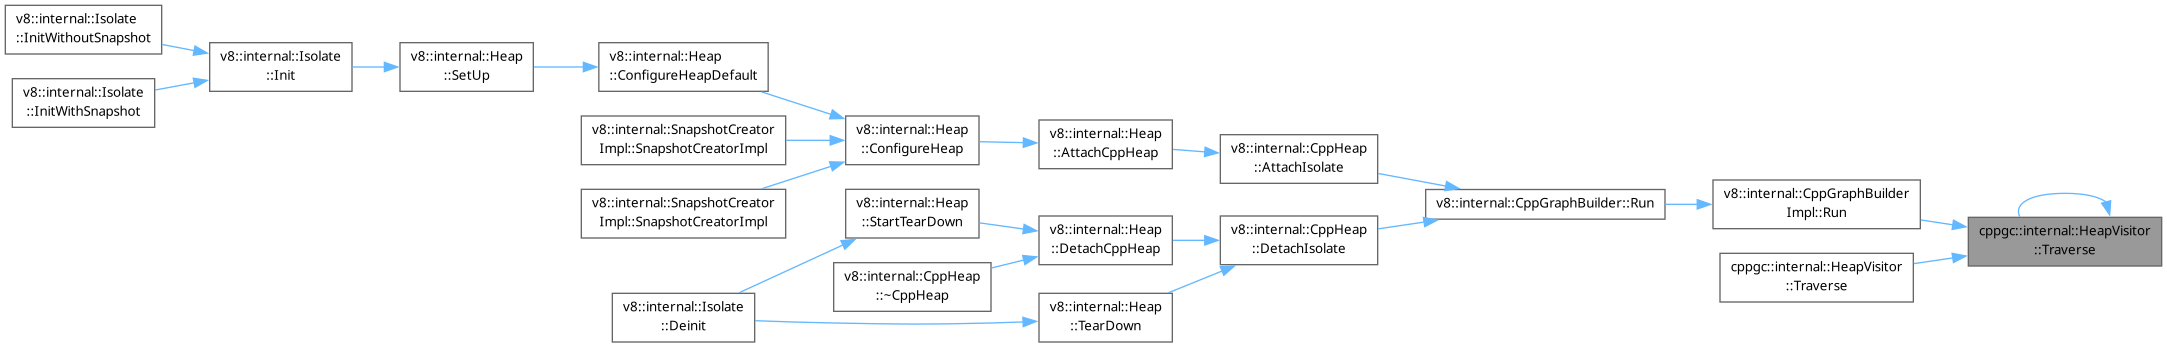 v8::internal::Isolate
::InitWithoutSnapshot
v8::internal::Isolate
::InitWithSnapshot
v8::internal::Isolate
::Init
v8::internal::Heap
::SetUp
v8::internal::Heap
::ConfigureHeapDefault
v8::internal::SnapshotCreator
Impl::SnapshotCreatorImpl
v8::internal::SnapshotCreator
Impl::SnapshotCreatorImpl
v8::internal::Isolate
::Deinit
v8::internal::Heap
::ConfigureHeap
v8::internal::Heap
::StartTearDown
v8::internal::CppHeap
::~CppHeap
v8::internal::Heap
::AttachCppHeap
v8::internal::Heap
::DetachCppHeap
v8::internal::Heap
::TearDown
v8::internal::CppHeap
::AttachIsolate
v8::internal::CppHeap
::DetachIsolate
v8::internal::CppGraphBuilder::Run
v8::internal::CppGraphBuilder
Impl::Run
cppgc::internal::HeapVisitor
::Traverse
cppgc::internal::HeapVisitor
::Traverse